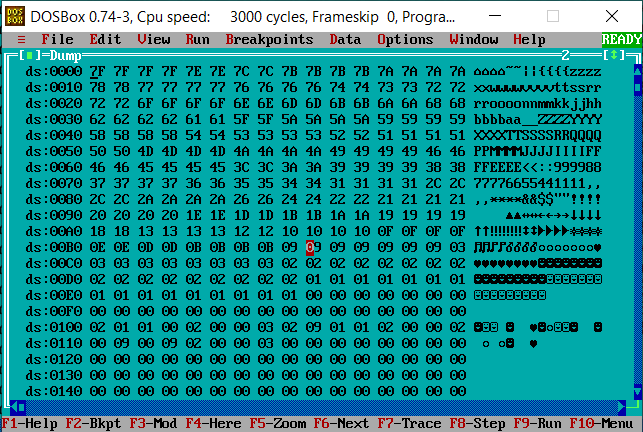 DOSBox 0.74-3, Cpu speed:     3000 cycles, Frameskip  0, Progra...
≡  File  Edit  View  Run  Breakpoints  Data  Options  Window  Help  READY
[■]=Dump 2 [↕]
ds:0000 7F 7F 7F 7F 7E 7E 7C 7C 7B 7B 7B 7B 7A 7A 7A 7A ⌂⌂⌂⌂~~||{{{{zzzz
ds:0010 78 78 77 77 77 77 76 76 76 76 74 74 73 73 72 72 xxwwwwvvvvttssrr
ds:0020 72 72 6F 6F 6F 6F 6E 6E 6D 6D 6B 6B 6A 6A 68 68 rroooonnmmkkjjhh
ds:0030 62 62 62 62 61 61 5F 5F 5A 5A 5A 5A 59 59 59 59 bbbbaa__ZZZZYYYY
ds:0040 58 58 58 58 54 54 53 53 53 53 52 52 51 51 51 51 XXXXTTSSSSRRQQQQ
ds:0050 50 50 4D 4D 4D 4D 4A 4A 4A 4A 49 49 49 49 46 46 PPMMMMJJJJIIIIFF
ds:0060 46 46 45 45 45 45 3C 3C 3A 3A 39 39 39 39 38 38 FFEEEE<<::999988
ds:0070 37 37 37 37 36 36 35 35 34 34 31 31 31 31 2C 2C 77776655441111,,
ds:0080 2C 2C 2A 2A 2A 2A 26 26 24 24 22 22 21 21 21 21 ,,****&&$$""!!!!
ds:0090 20 20 20 20 1E 1E 1D 1D 1B 1B 1A 1A 19 19 19 19     ▲▲↔↔←←→→↓↓↓↓
ds:00A0 18 18 13 13 13 13 12 12 10 10 10 10 0F 0F 0F 0F ↑↑‼‼‼‼↕↕►►►►☼☼☼☼
ds:00B0 0E 0E 0D 0D 0B 0B 0B 0B 09 09 09 09 09 09 09 03 ♫♫♪♪♂♂♂♂○○○○○○○♥
ds:00C0 03 03 03 03 03 03 03 02 02 02 02 02 02 02 02 02 ♥♥♥♥♥♥♥☻☻☻☻☻☻☻☻☻
ds:00D0 02 02 02 02 02 02 02 02 02 02 02 01 01 01 01 01 ☻☻☻☻☻☻☻☻☻☻☻☺☺☺☺☺
ds:00E0 01 01 01 01 01 01 01 01 01 00 00 00 00 00 00 00 ☺☺☺☺☺☺☺☺☺
ds:00F0 00 00 00 00 00 00 00 00 00 00 00 00 00 00 00 00
ds:0100 02 01 01 00 02 00 00 03 02 09 01 01 02 00 00 02 ☻☺☺ ☻  ♥☻○☺☺☻  ☻
ds:0110 00 09 00 09 02 00 00 03 00 00 00 00 00 00 00 00  ○ ○☻  ♥
ds:0120 00 00 00 00 00 00 00 00 00 00 00 00 00 00 00 00
ds:0130 00 00 00 00 00 00 00 00 00 00 00 00 00 00 00 00
ds:0140 00 00 00 00 00 00 00 00 00 00 00 00 00 00 00 00
F1-Help F2-Bkpt F3-Mod F4-Here F5-Zoom F6-Next F7-Trace F8-Step F9-Run F10-Menu